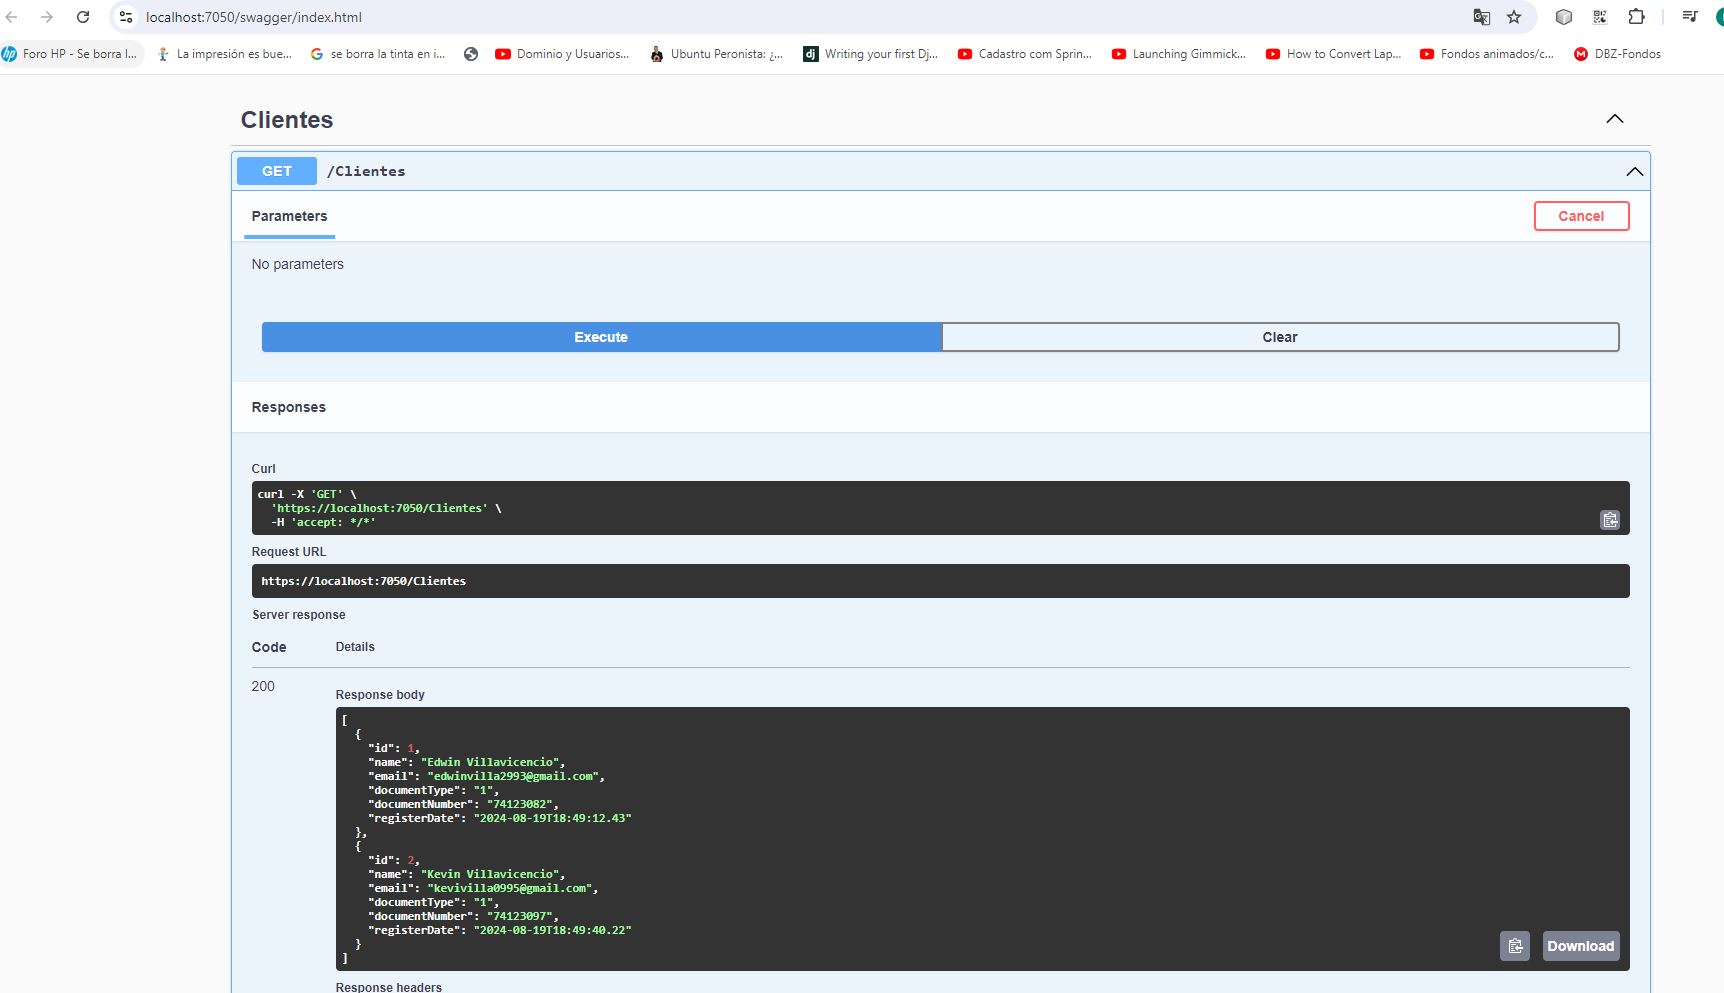 localhost:7050/swagger/index.html
Foro HP - Se borra l... La impresión es bue... se borra la tinta en i... Dominio y Usuarios... Ubuntu Peronista: ¿... Writing your first Dj... Cadastro com Sprin... Launching Gimmick... How to Convert Lap... Fondos animados/c... DBZ-Fondos
Clientes
GET /Clientes
Parameters Cancel
No parameters
Execute Clear
Responses
Curl
curl -X 'GET' \
'https://localhost:7050/Clientes' \
-H 'accept: */*'
Request URL
https://localhost:7050/Clientes
Server response
Code Details
200
Response body
[
{
"id": 1,
"name": "Edwin Villavicencio",
"email": "edwinvilla2993@gmail.com",
"documentType": "1",
"documentNumber": "74123082",
"registerDate": "2024-08-19T18:49:12.43"
},
{
"id": 2,
"name": "Kevin Villavicencio",
"email": "kevivilla0995@gmail.com",
"documentType": "1",
"documentNumber": "74123097",
"registerDate": "2024-08-19T18:49:40.22"
}
]
Download
Response headers